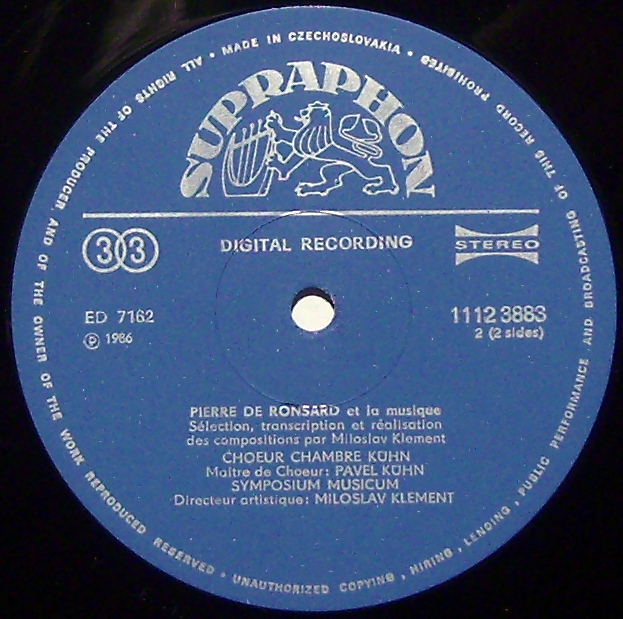 ALL RIGHTS OF THE PRODUCER, AND OF THE OWNER OF THE WORK REPRODUCED RESERVED • UNAUTHORIZED COPYING, HIRING, LENDING, PUBLIC PERFORMANCE AND BROADCASTING OF THIS RECORD PROHIBITED • MADE IN CZECHOSLOVAKIA •
SUPRAPHON
33
DIGITAL RECORDING
STEREO
ED 7162
1112 3883
℗ 1986
2 (2 sides)
PIERRE DE RONSARD et la musique
Sélection, transcription et réalisation
des compositions par Miloslav Klement
CHOEUR CHAMBRE KÜHN
Maître de Choeur: PAVEL KÜHN
SYMPOSIUM MUSICUM
Directeur artistique: MILOSLAV KLEMENT